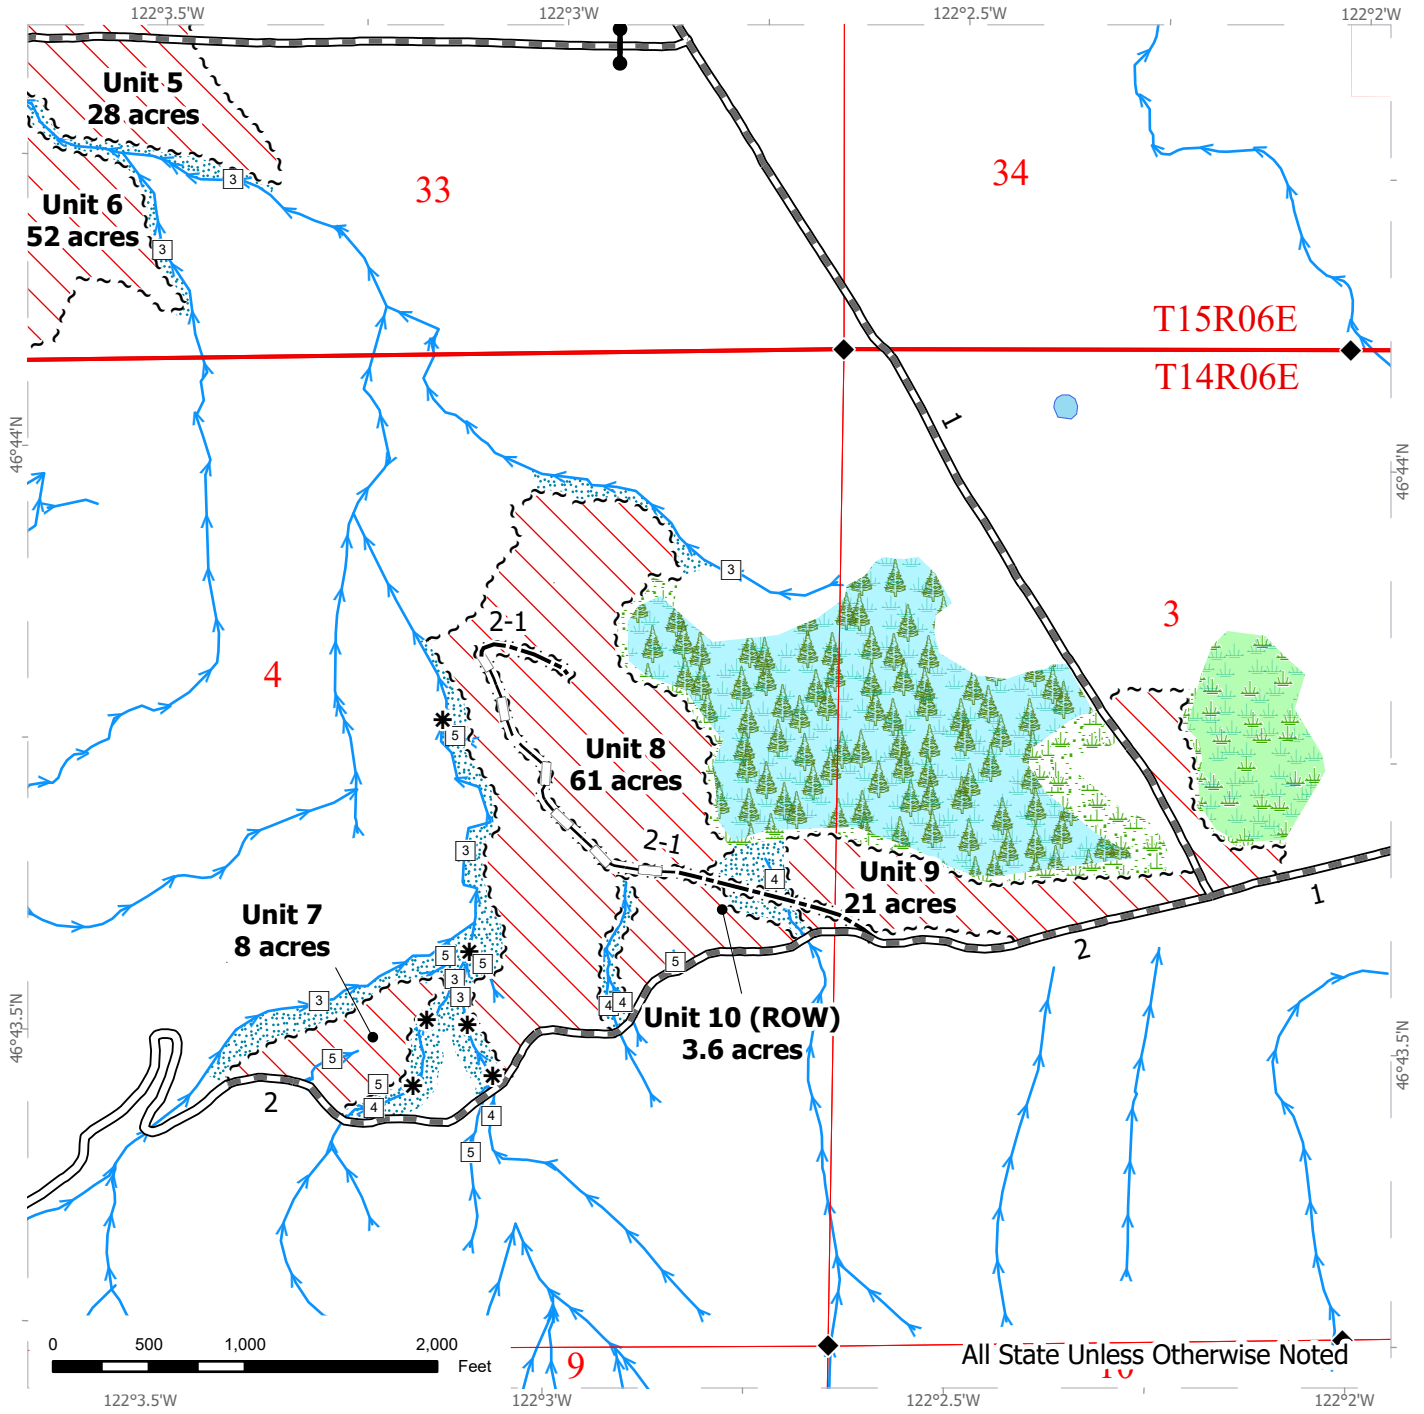 122°3.5'W
122°3'W
122°2.5'W
122°2'W
Unit 5
28 acres
3
33
34
Unit 6
52 acres
3
T15R06E
T14R06E
1
46°44'N
46°44'N
3
3
2-1
4
5
Unit 8
61 acres
2-1
3
4
Unit 9
21 acres
1
Unit 7
8 acres
2
5
5
5
3
3
3
4
4
Unit 10 (ROW)
3.6 acres
46°43.5'N
46°43.5'N
5
5
2
4
4
5
0
500
1,000
2,000
Feet
9
10
All State Unless Otherwise Noted
122°3.5'W
122°3'W
122°2.5'W
122°2'W